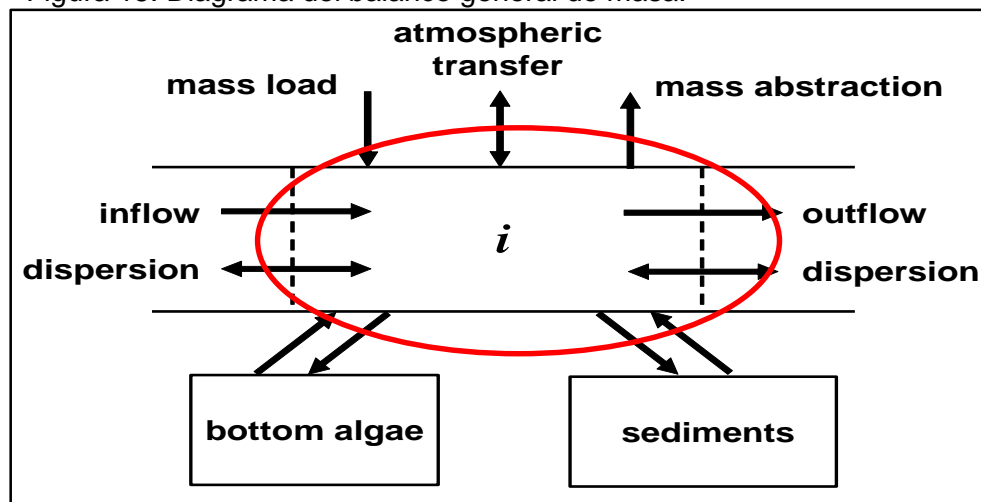 Figura Diagrama del balance general de masa.
atmospheric
transfer
mass load
mass abstraction
inflow
outflow
i
dispersion
dispersion
bottom algae
sediments